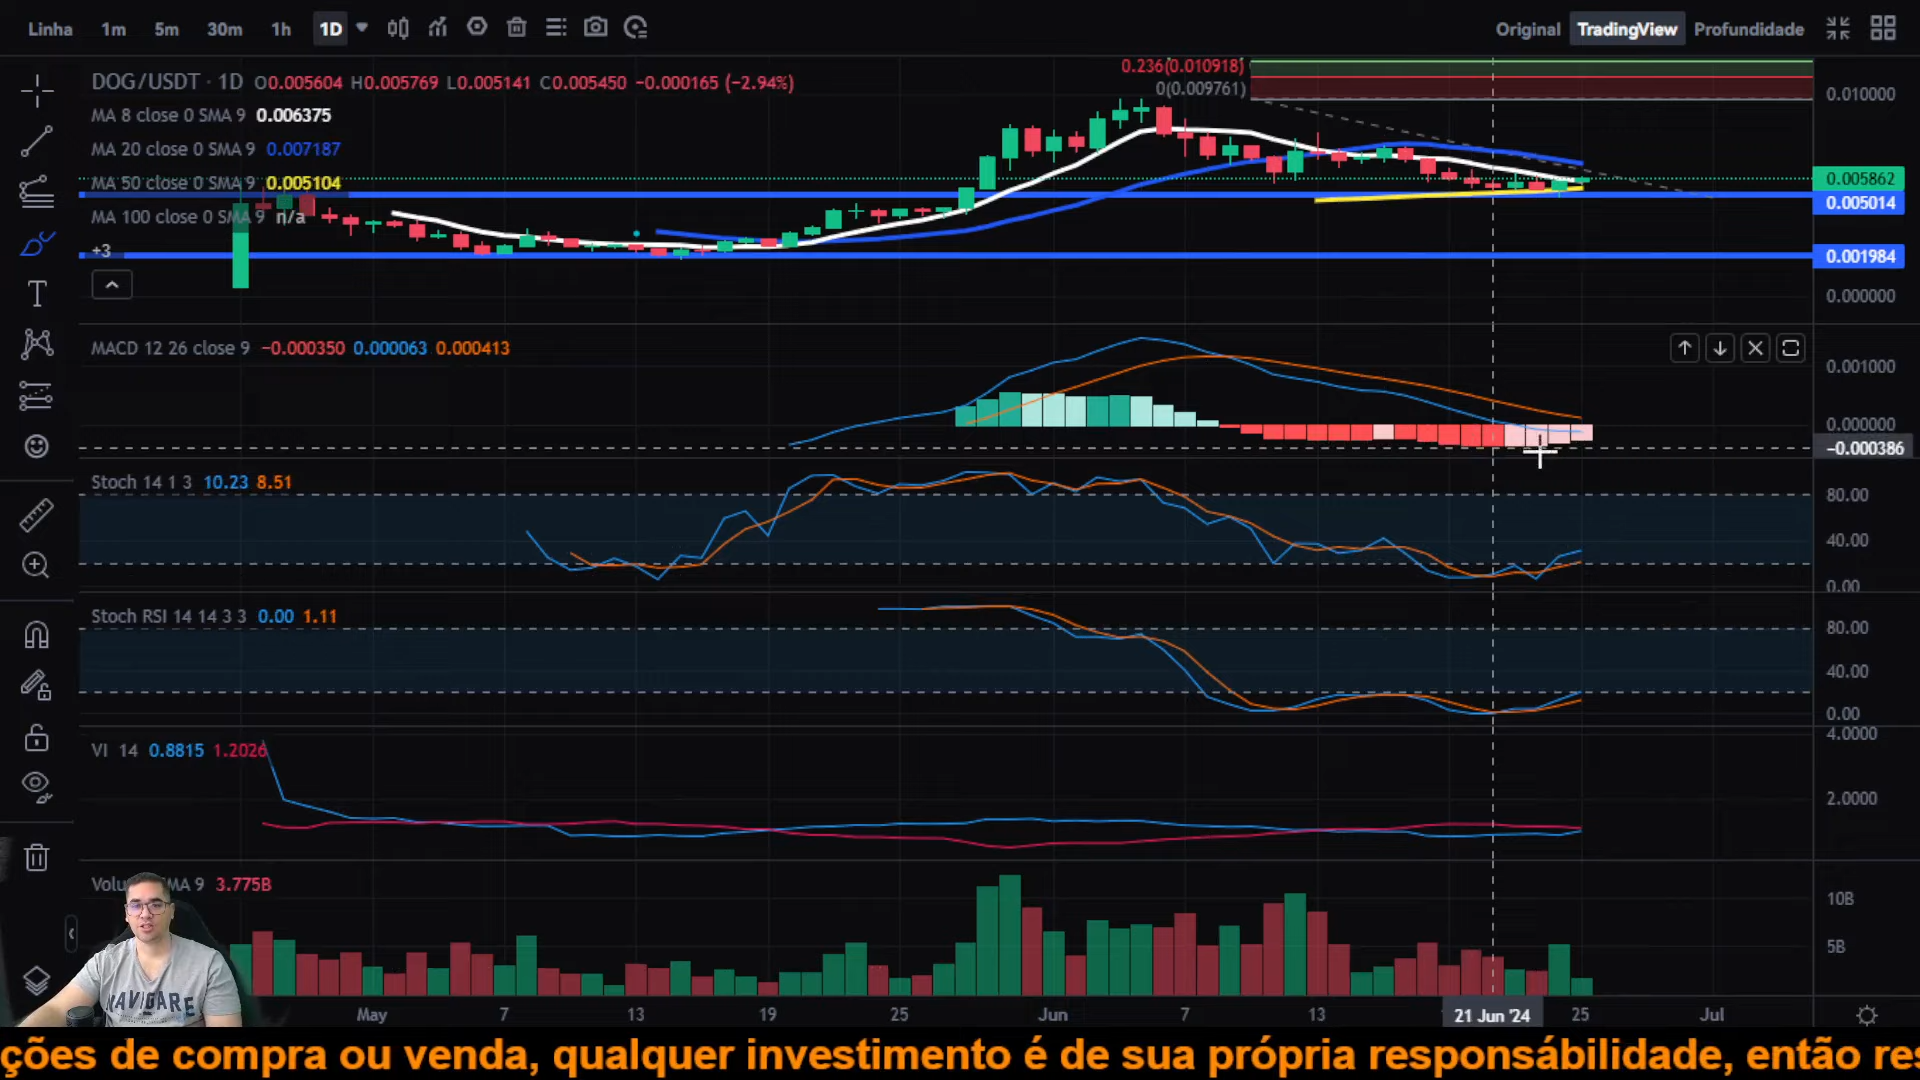 Linha 1m 5m 30m 1h 1D Original TradingView Profundidade
DOG/USDT · 1D O0.005604 H0.005769 L0.005141 C0.005450 −0.000165 (−2.94%)
0.236(0.010918)
0(0.009761)
0.010000
MA 8 close 0 SMA 9 0.006375
MA 20 close 0 SMA 9 0.007187
MA 50 close 0 SMA 9 0.005104
0.005862
0.005014
MA 100 close 0 SMA 9 n/a
+3
0.001984
0.000000
MACD 12 26 close 9 −0.000350 0.000063 0.000413
0.001000
0.000000
−0.000386
Stoch 14 1 3 10.23 8.51
80.00
40.00
0.00
Stoch RSI 14 14 3 3 0.00 1.11
80.00
40.00
0.00
VI 14 0.8815 1.2026
4.0000
2.0000
MA 9 3.775B
10B
5B
NAVIGARE
May 7 13 19 25 Jun 7 13 21 Jun '24 25 Jul
ções de compra ou venda, qualquer investimento é de sua própria responsábilidade, então res